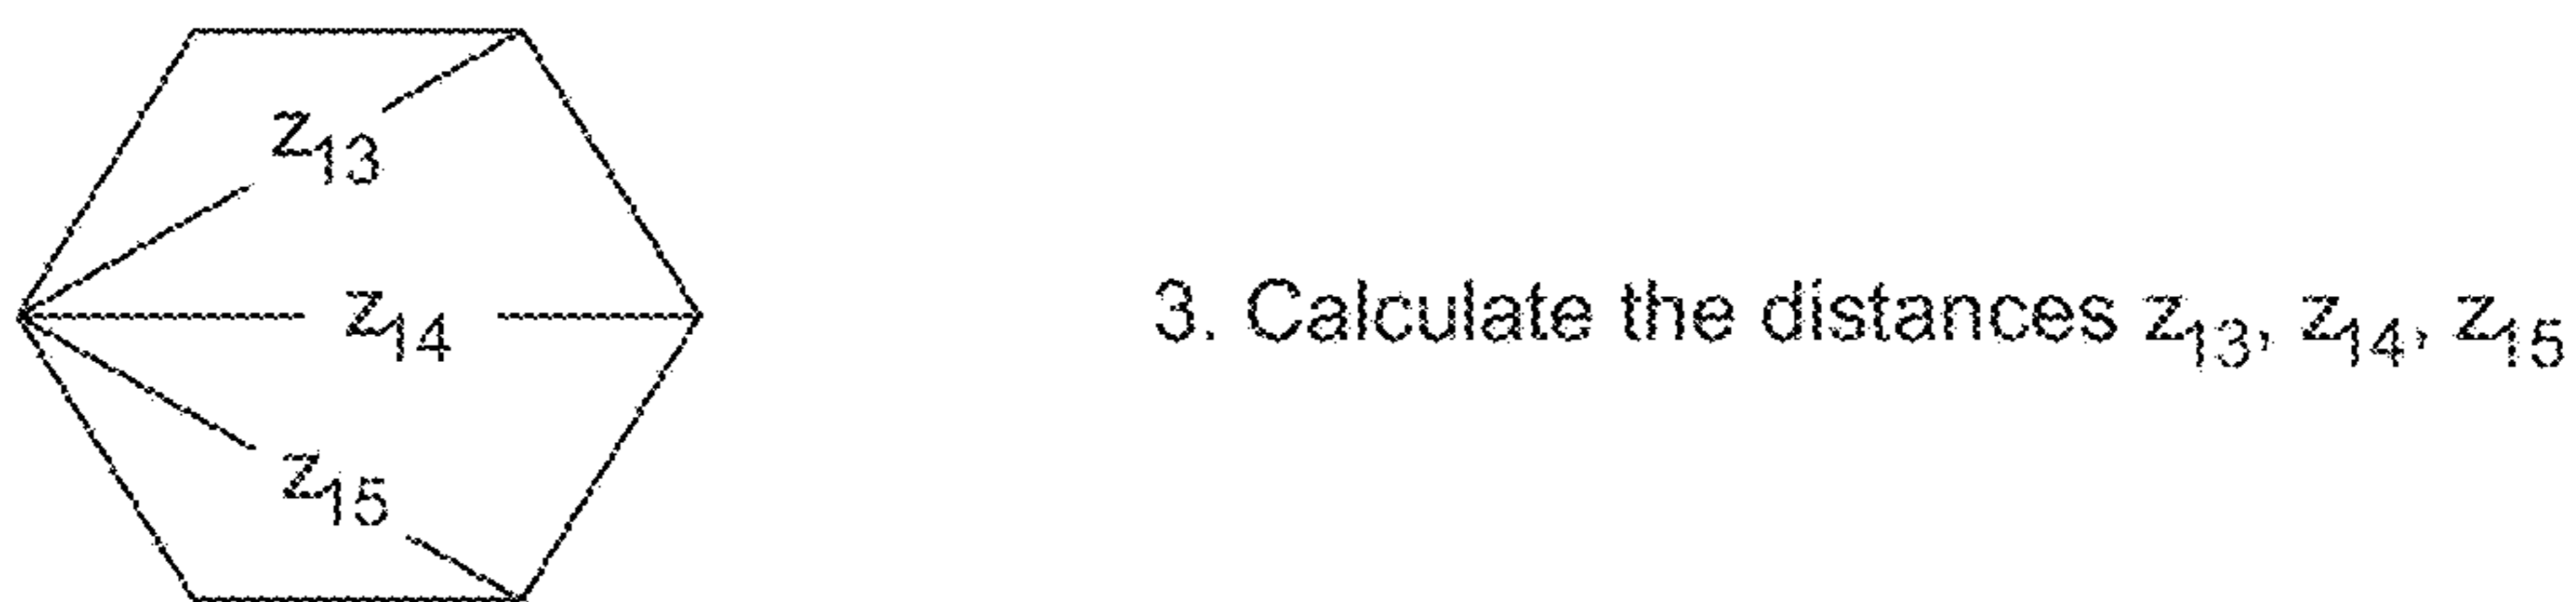 z13
z14
3. Calculate the distances z13, z14, z15
z15